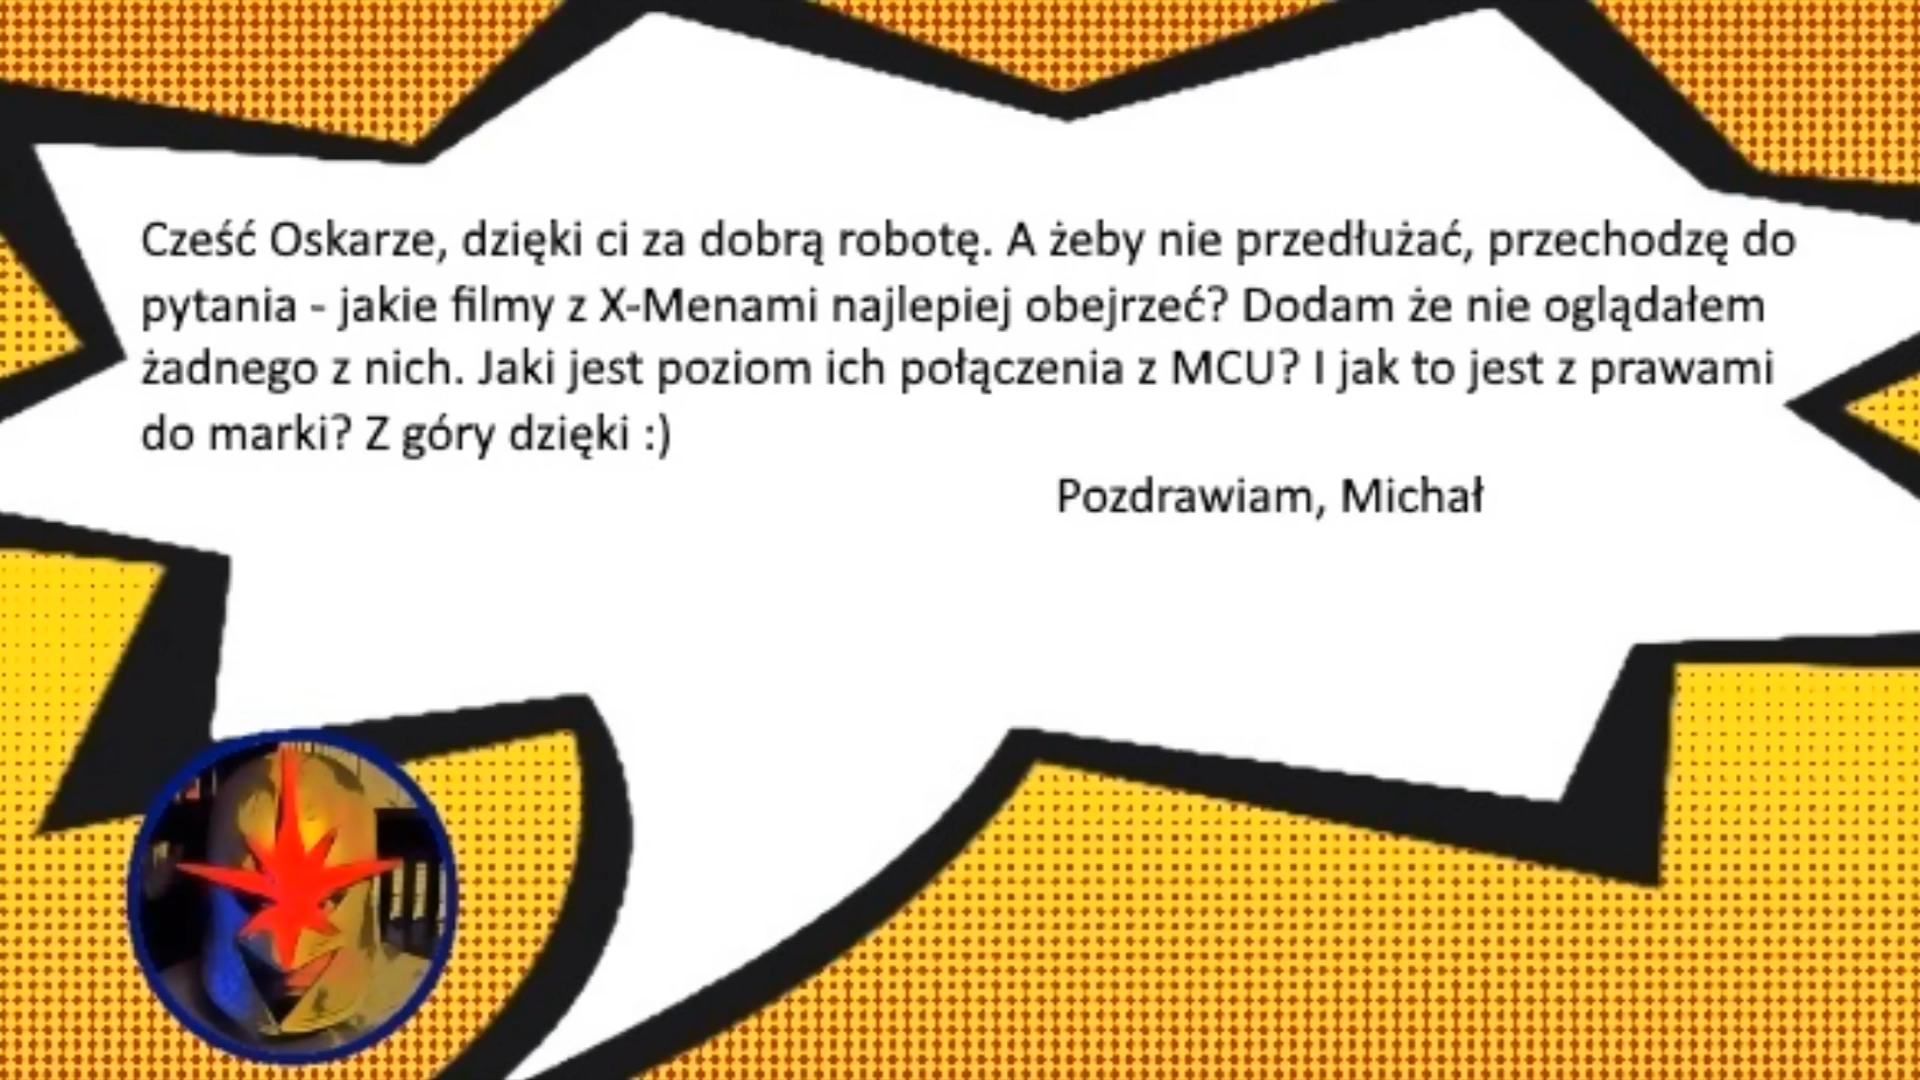 Cześć Oskarze, dzięki ci za dobrą robotę. A żeby nie przedłużać, przechodzę do
pytania - jakie filmy z X-Menami najlepiej obejrzeć? Dodam że nie oglądałem
żadnego z nich. Jaki jest poziom ich połączenia z MCU? I jak to jest z prawami
do marki? Z góry dzięki :)
Pozdrawiam, Michał